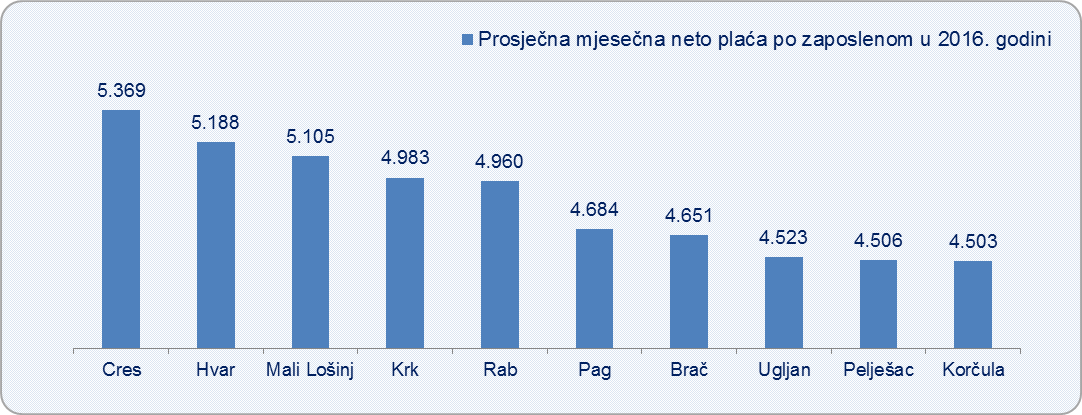 Prosječna mjesečna neto plaća po zaposlenom u 2016. godini
5.369
5.188
5.105
4.983
4.960
4.684
4.651
4.523
4.506
4.503
Cres
Hvar
Mali Lošinj
Krk
Rab
Pag
Brač
Ugljan
Pelješac
Korčula